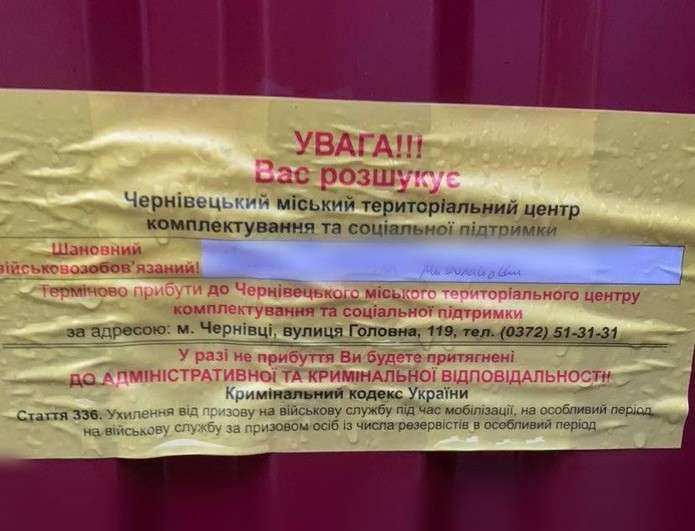 УВАГА!!!
Вас розшукує
Чернівецький міський територіальний центр
комплектування та соціальної підтримки
Шановний
військовозобов'язаний!
Терміново прибути до Чернівецького міського територіального центру
комплектування та соціальної підтримки
за адресою: м. Чернівці, вулиця Головна, 119, тел. (0372) 51-31-31
У разі не прибуття Ви будете притягнені
ДО АДМІНІСТРАТИВНОЇ ТА КРИМІНАЛЬНОЇ ВІДПОВІДАЛЬНОСТІ!
Кримінальний кодекс України
Стаття 336. Ухилення від призову на військову службу під час мобілізації, на особливий період,
на військову службу за призовом осіб із числа резервістів в особливий період